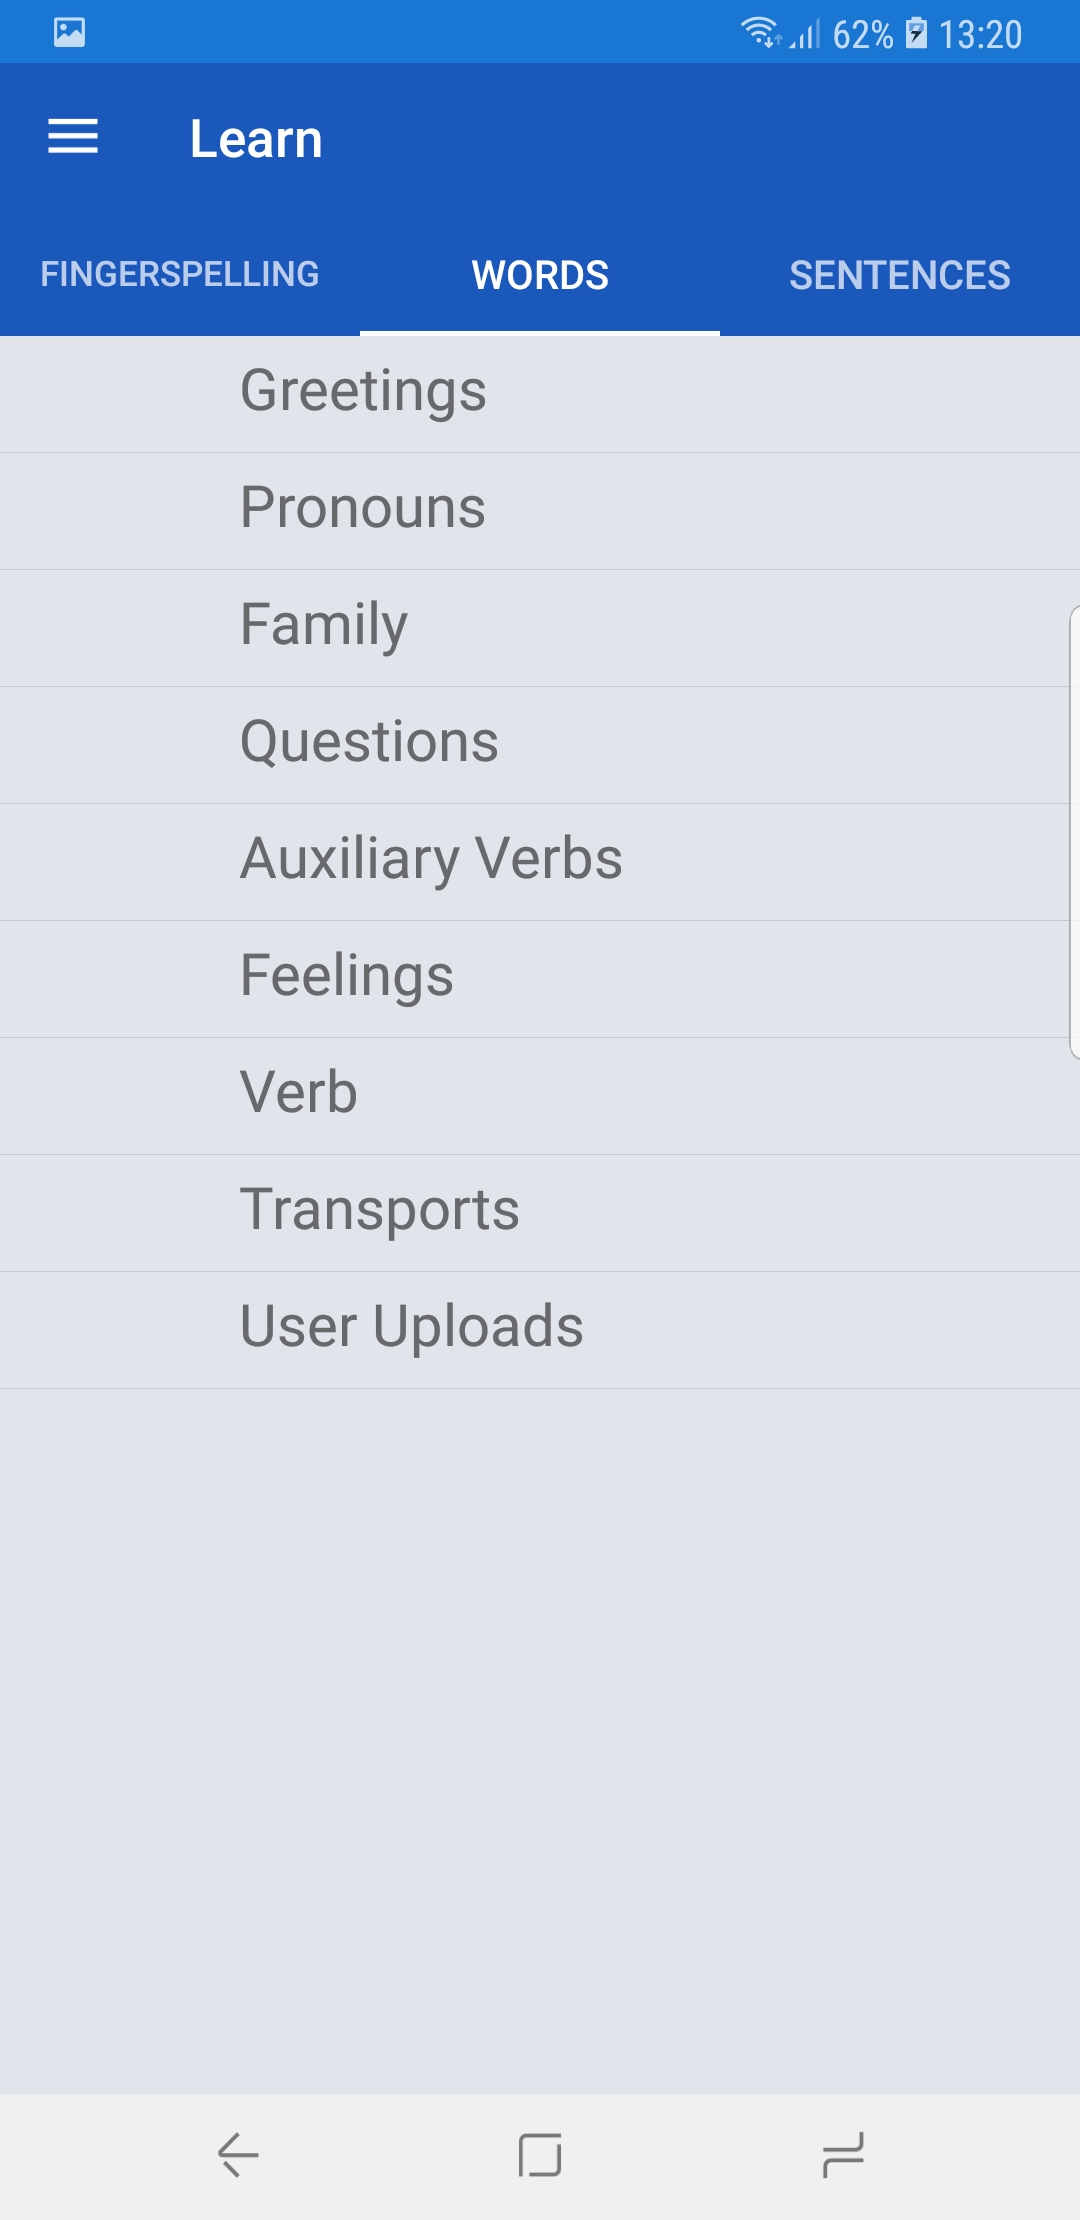 62% 13:20
Learn
FINGERSPELLING WORDS SENTENCES
Greetings
Pronouns
Family
Questions
Auxiliary Verbs
Feelings
Verb
Transports
User Uploads